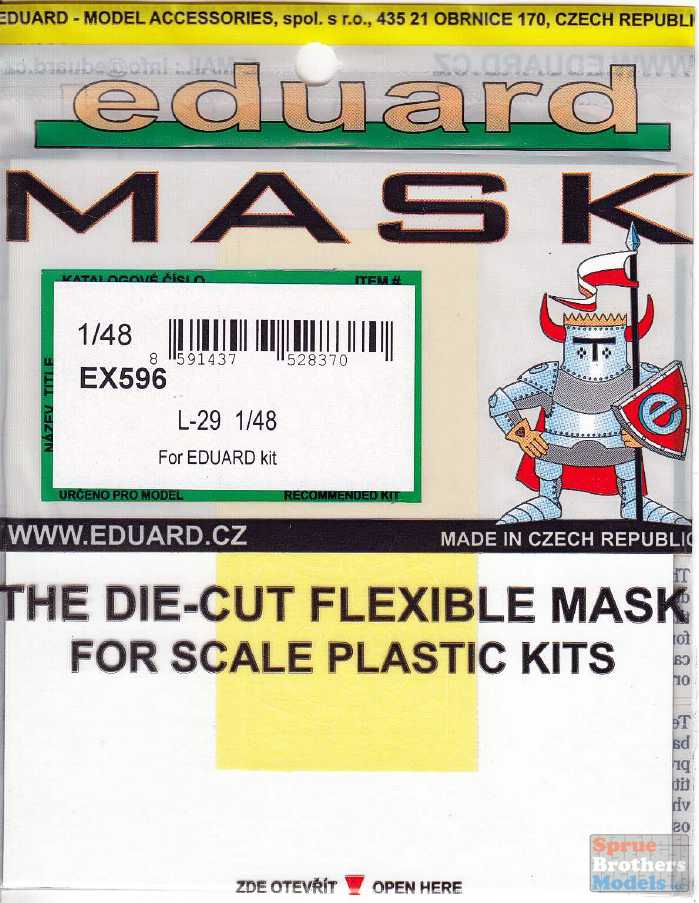 EDUARD - MODEL ACCESSORIES, spol. s r.o., 435 21 OBRNICE 170, CZECH REPUBLI
WWW.EDUARD.CZ
eduard
MASK
KATALOGOVÉ ČÍSLO ITEM #
NÁZEV TITLE
1/48
8 591437 528370
EX596
L-29 1/48
For EDUARD kit
URČENO PRO MODEL RECOMMENDED KIT
e
WWW.EDUARD.CZ MADE IN CZECH REPUBLIC
THE DIE-CUT FLEXIBLE MASK
FOR SCALE PLASTIC KITS
ZDE OTEVŘÍT OPEN HERE
Sprue
Brothers
Models